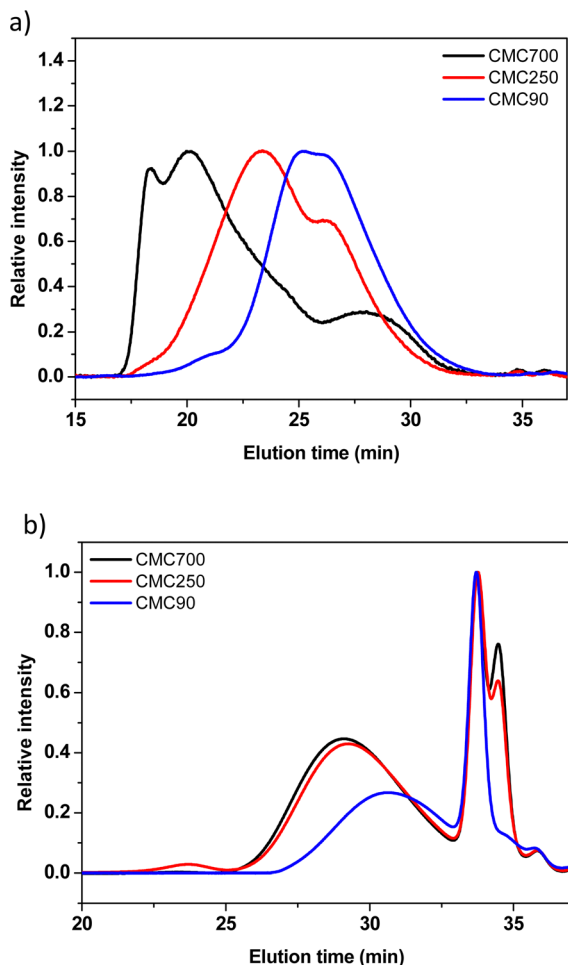 a)
CMC700
CMC250
CMC90
1.4
1.2
1.0
0.8
0.6
0.4
0.2
0.0
Relative intensity
15 20 25 30 35
Elution time (min)
b)
CMC700
CMC250
CMC90
1.0
0.8
0.6
0.4
0.2
0.0
Relative intensity
20 25 30 35
Elution time (min)